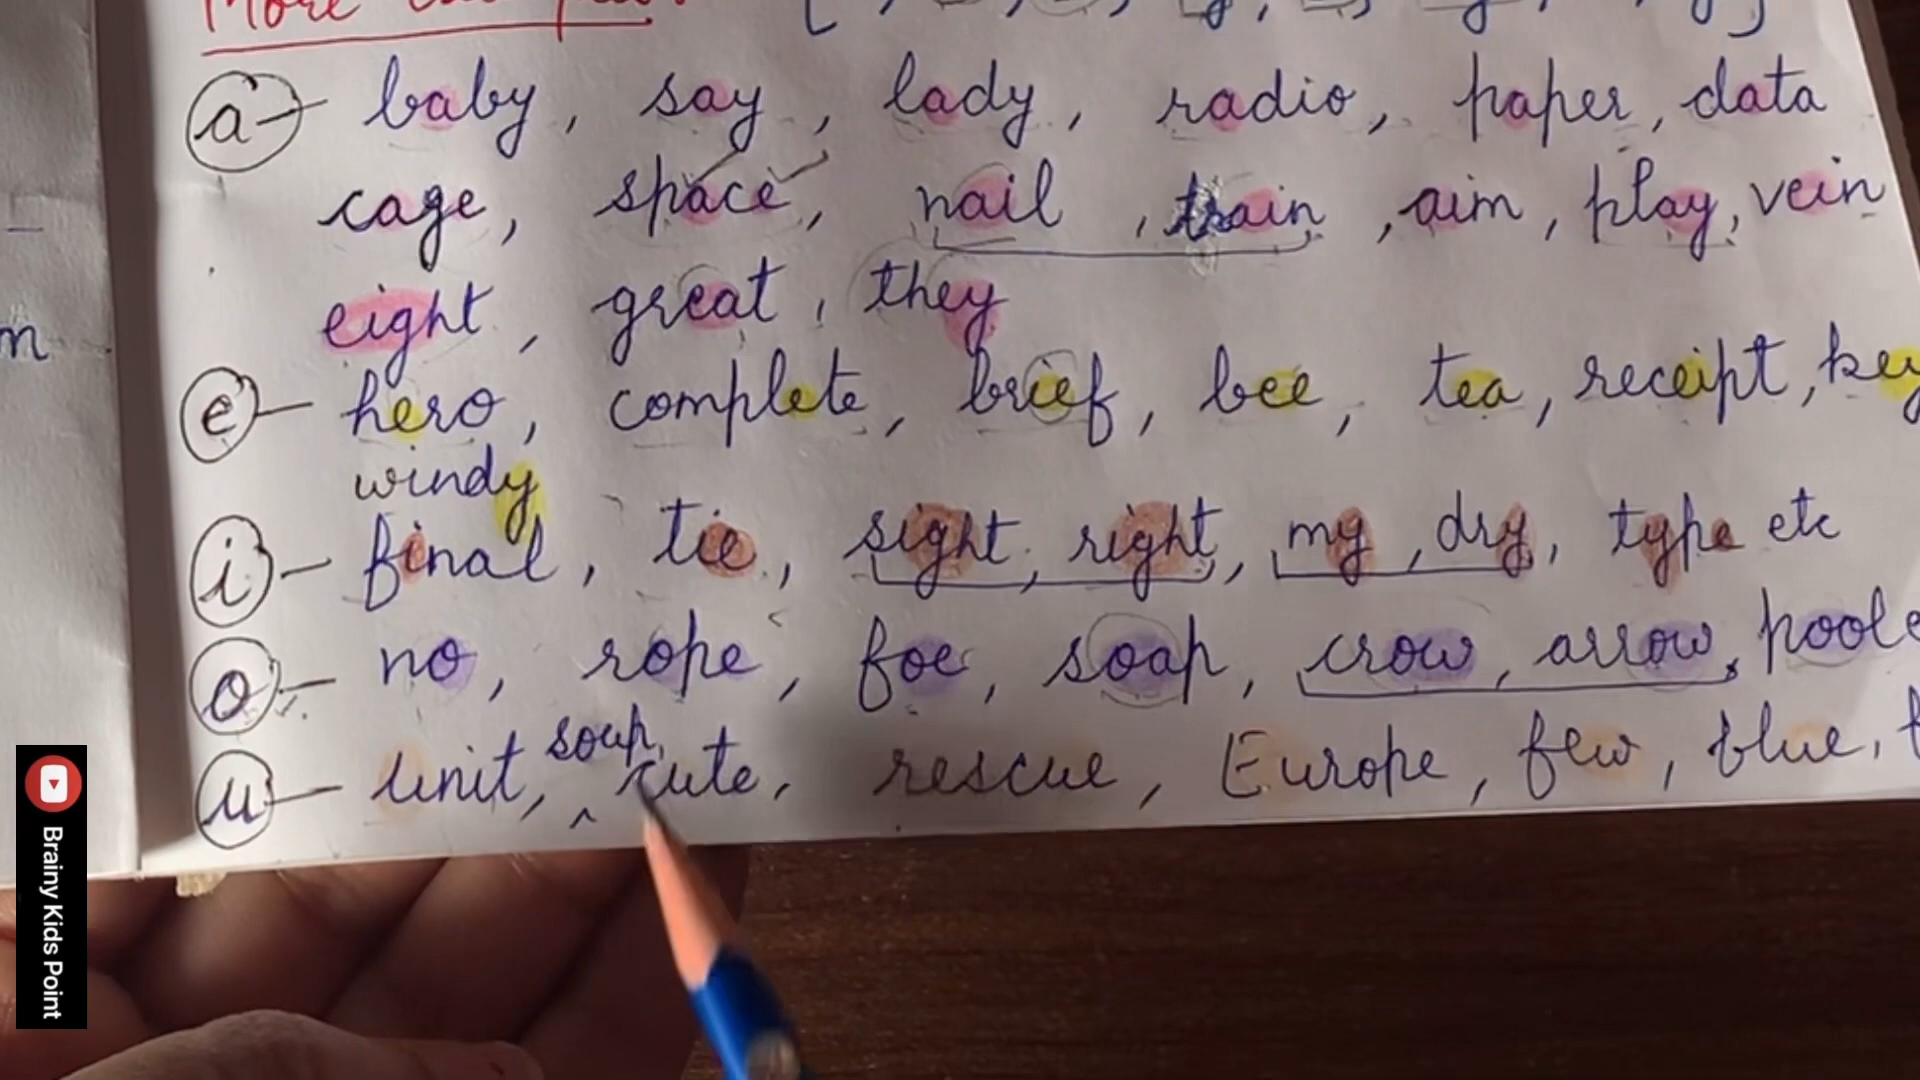 More
a - baby, say, lady, radio, paper, data
cage, space, nail, train, aim, play, vein
eight, great, they
e - hero, complete, brief, bee, tea, receipt, key
windy
i - final, tie, sight, right, my, dry, type etc
o - no, rope, foe, soap, crow, arrow,
soup,
u - unit, cute, rescue, Europe, few, blue,
m
Brainy Kids Point